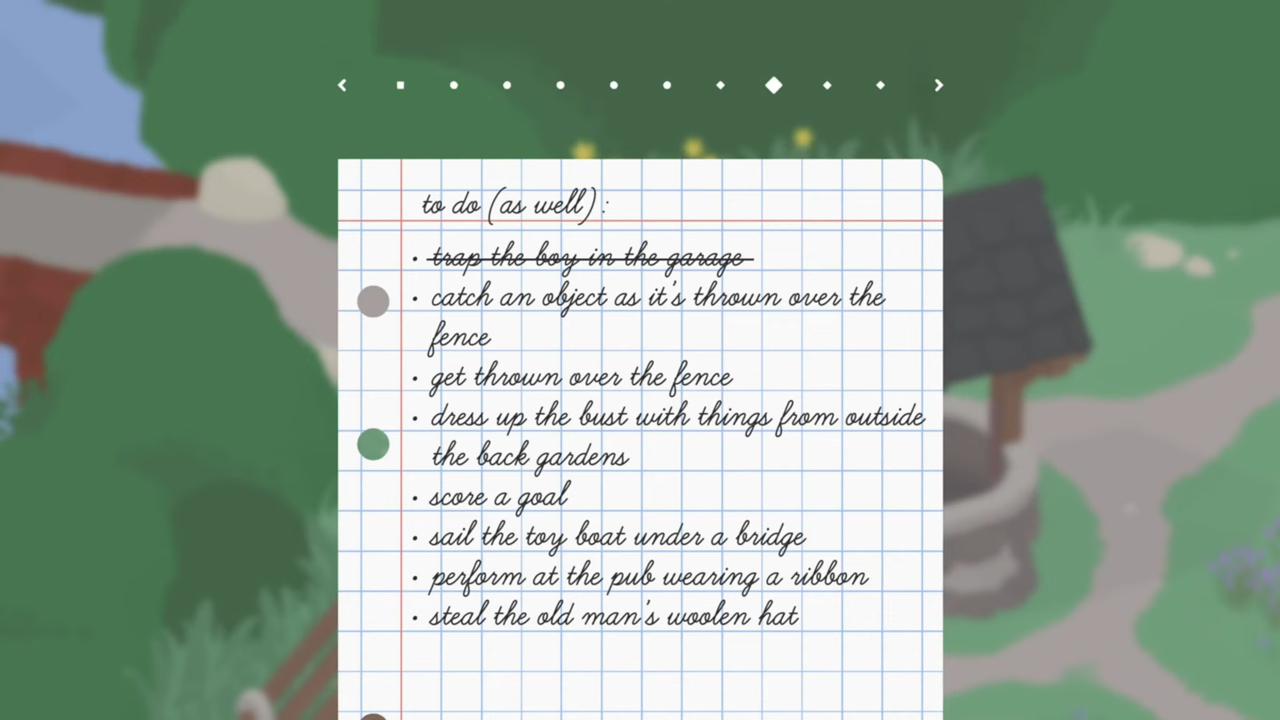 to do (as well):
• trap the boy in the garage
• catch an object as it's thrown over the
fence
• get thrown over the fence
• dress up the bust with things from outside
the back gardens
• score a goal
• sail the toy boat under a bridge
• perform at the pub wearing a ribbon
• steal the old man's woolen hat